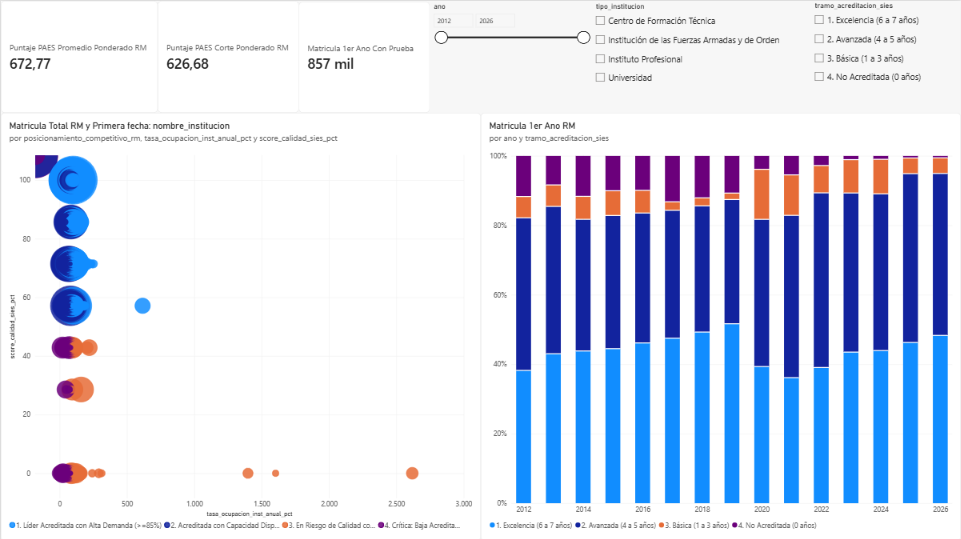 Puntaje PAES Promedio Ponderado RM
672,77
Puntaje PAES Corte Ponderado RM
626,68
Matricula 1er Ano Con Prueba
857 mil
ano
2012
2026
tipo_institucion
Centro de Formación Técnica
Institución de las Fuerzas Armadas y de Orden
Instituto Profesional
Universidad
tramo_acreditacion_sies
1. Excelencia (6 a 7 años)
2. Avanzada (4 a 5 años)
3. Básica (1 a 3 años)
4. No Acreditada (0 años)
Matricula Total RM y Primera fecha: nombre_institucion
por posicionamiento_competitivo_rm, tasa_ocupacion_inst_anual_pct y score_calidad_sies_pct
score_calidad_sies_pct
100
80
60
40
20
0
0
500
1.000
1.500
2.000
2.500
3.000
tasa_ocupacion_inst_anual_pct
1. Líder Acreditada con Alta Demanda (>=85%)
2. Acreditada con Capacidad Disp...
3. En Riesgo de Calidad co...
4. Crítica: Baja Acredita...
Matricula 1er Ano RM
por ano y tramo_acreditacion_sies
100%
80%
60%
40%
20%
0%
2012
2014
2016
2018
2020
2022
2024
2026
1. Excelencia (6 a 7 años)
2. Avanzada (4 a 5 años)
3. Básica (1 a 3 años)
4. No Acreditada (0 años)